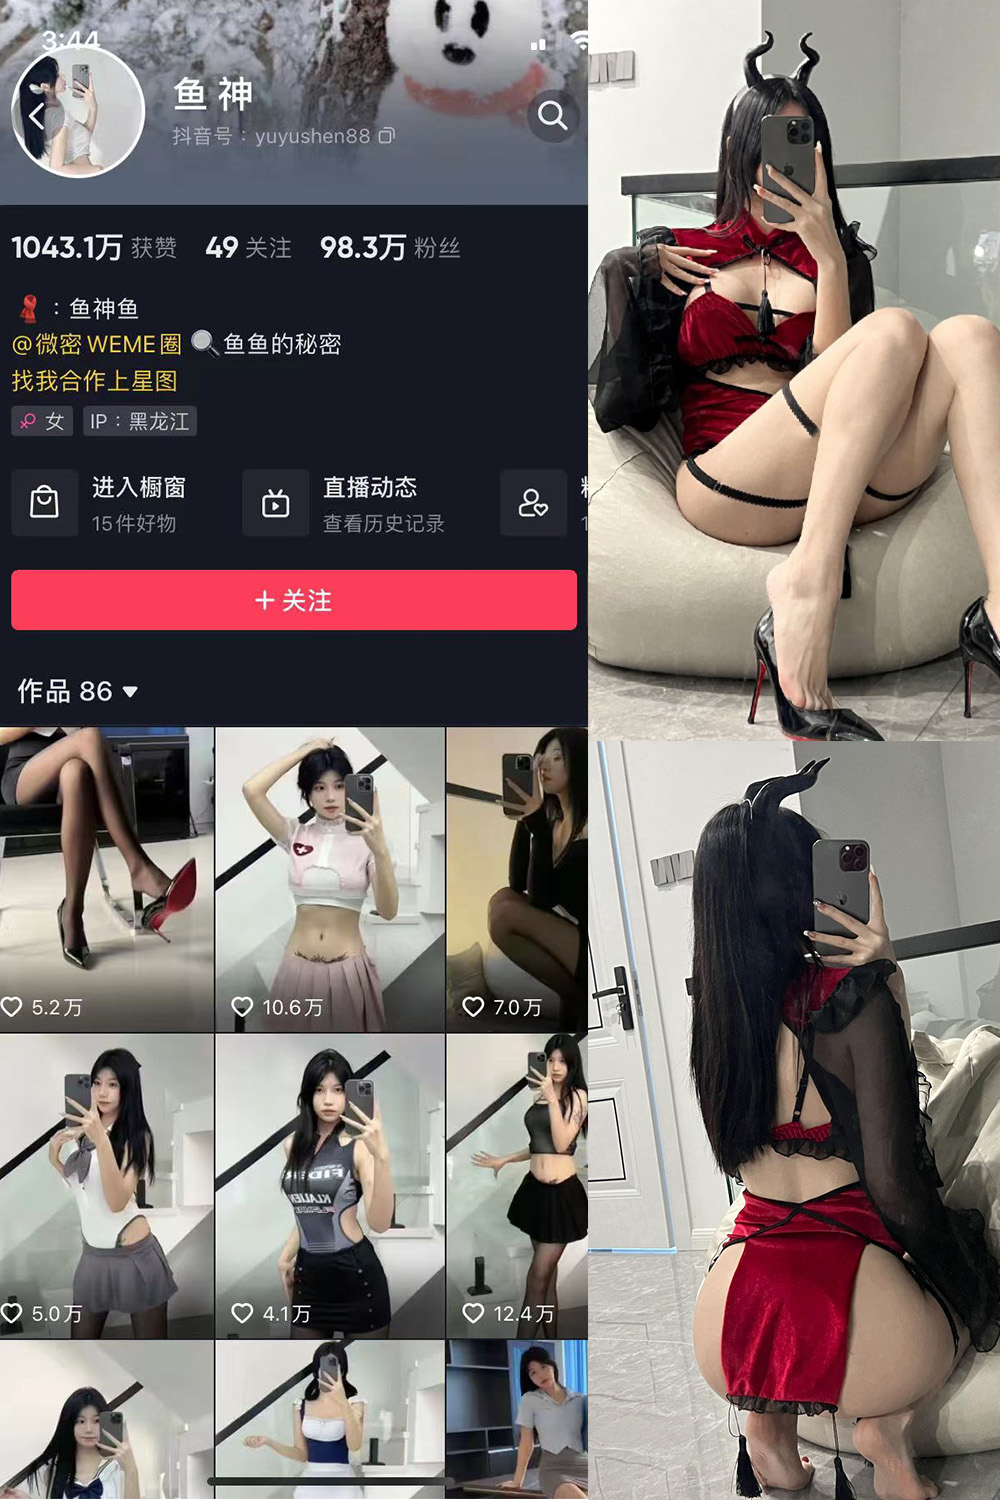 3:44
鱼神
抖音号：yuyushen88
1043.1万 获赞 49 关注 98.3万 粉丝
：鱼神鱼
@微密 WEME圈 鱼鱼的秘密
找我合作上星图
女 IP：黑龙江
进入橱窗
15件好物
直播动态
查看历史记录
+ 关注
作品 86
5.2万
10.6万
7.0万
5.0万
4.1万
12.4万